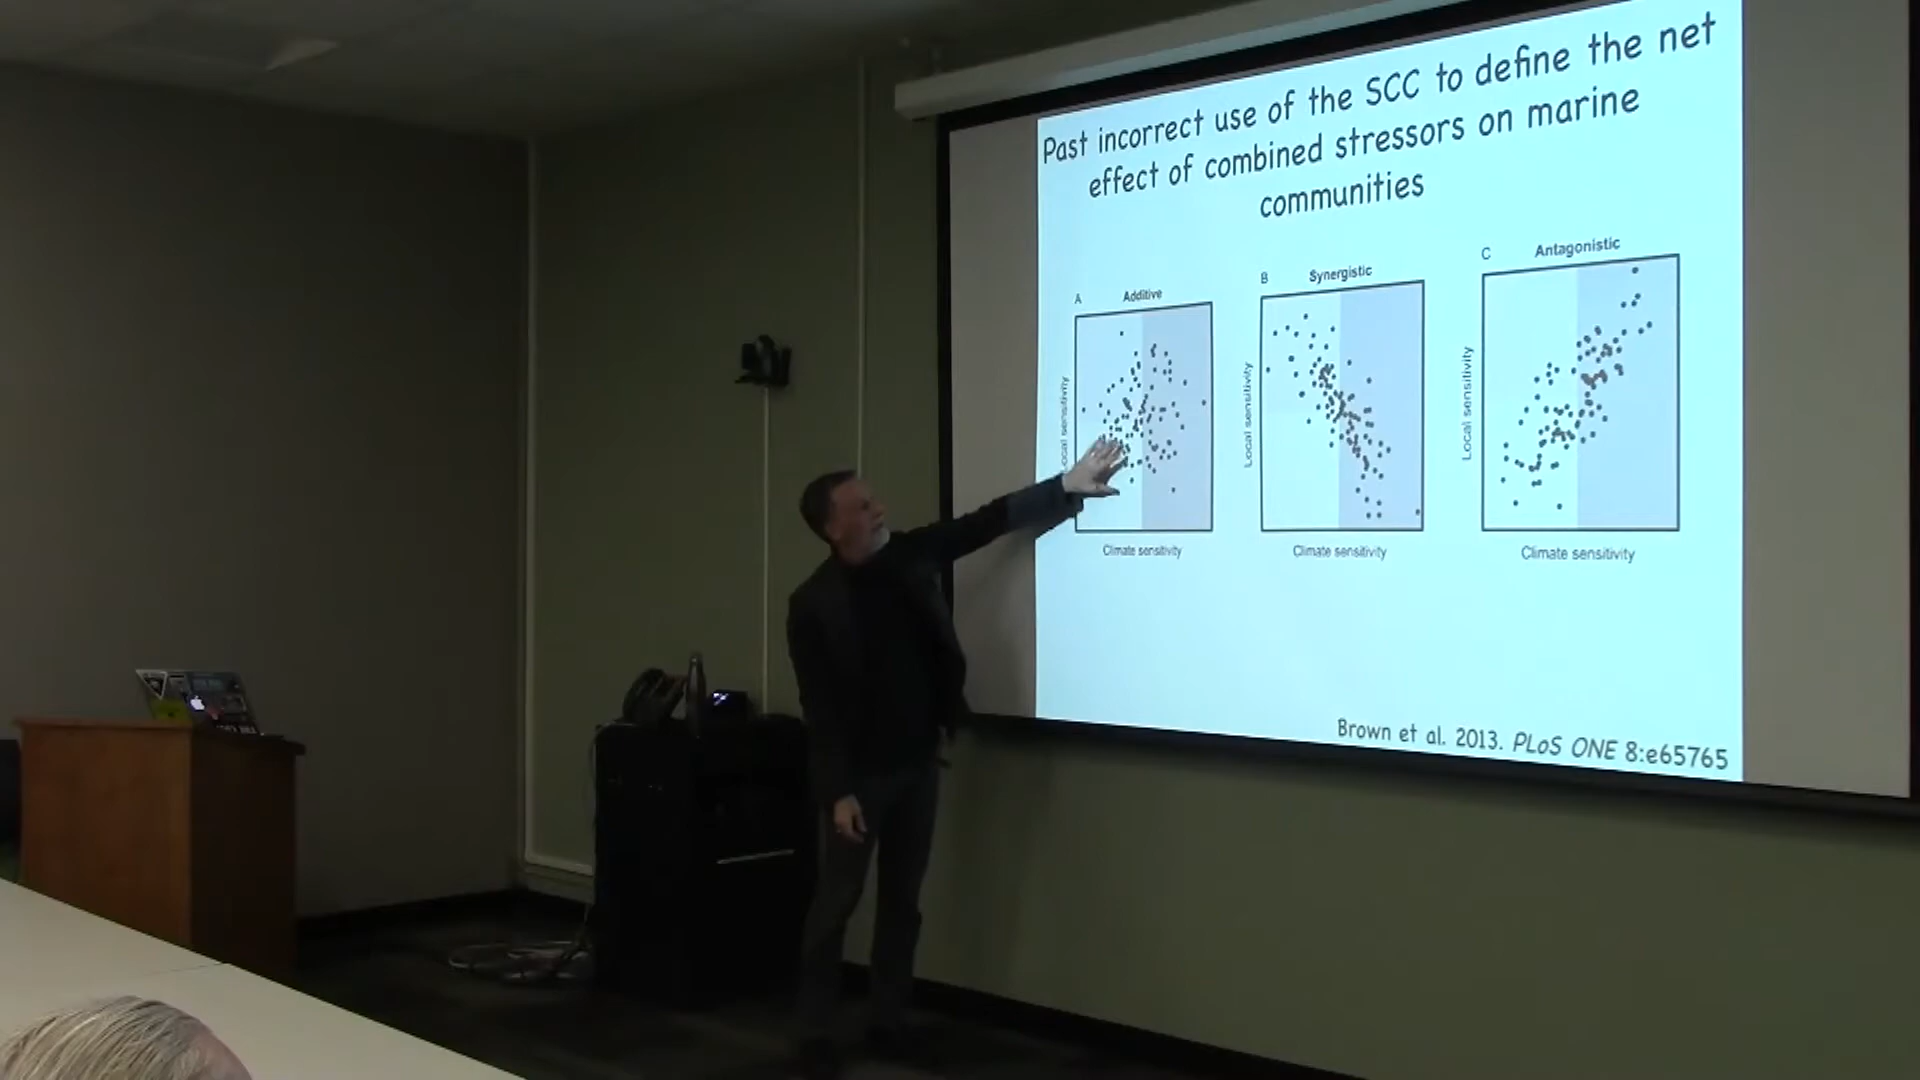 Past incorrect use of the SCC to define the net
effect of combined stressors on marine
communities
A Additive
B Synergistic
C Antagonistic
Local sensitivity
Local sensitivity
Local sensitivity
Climate sensitivity
Climate sensitivity
Climate sensitivity
Brown et al. 2013. PLoS ONE 8:e65765